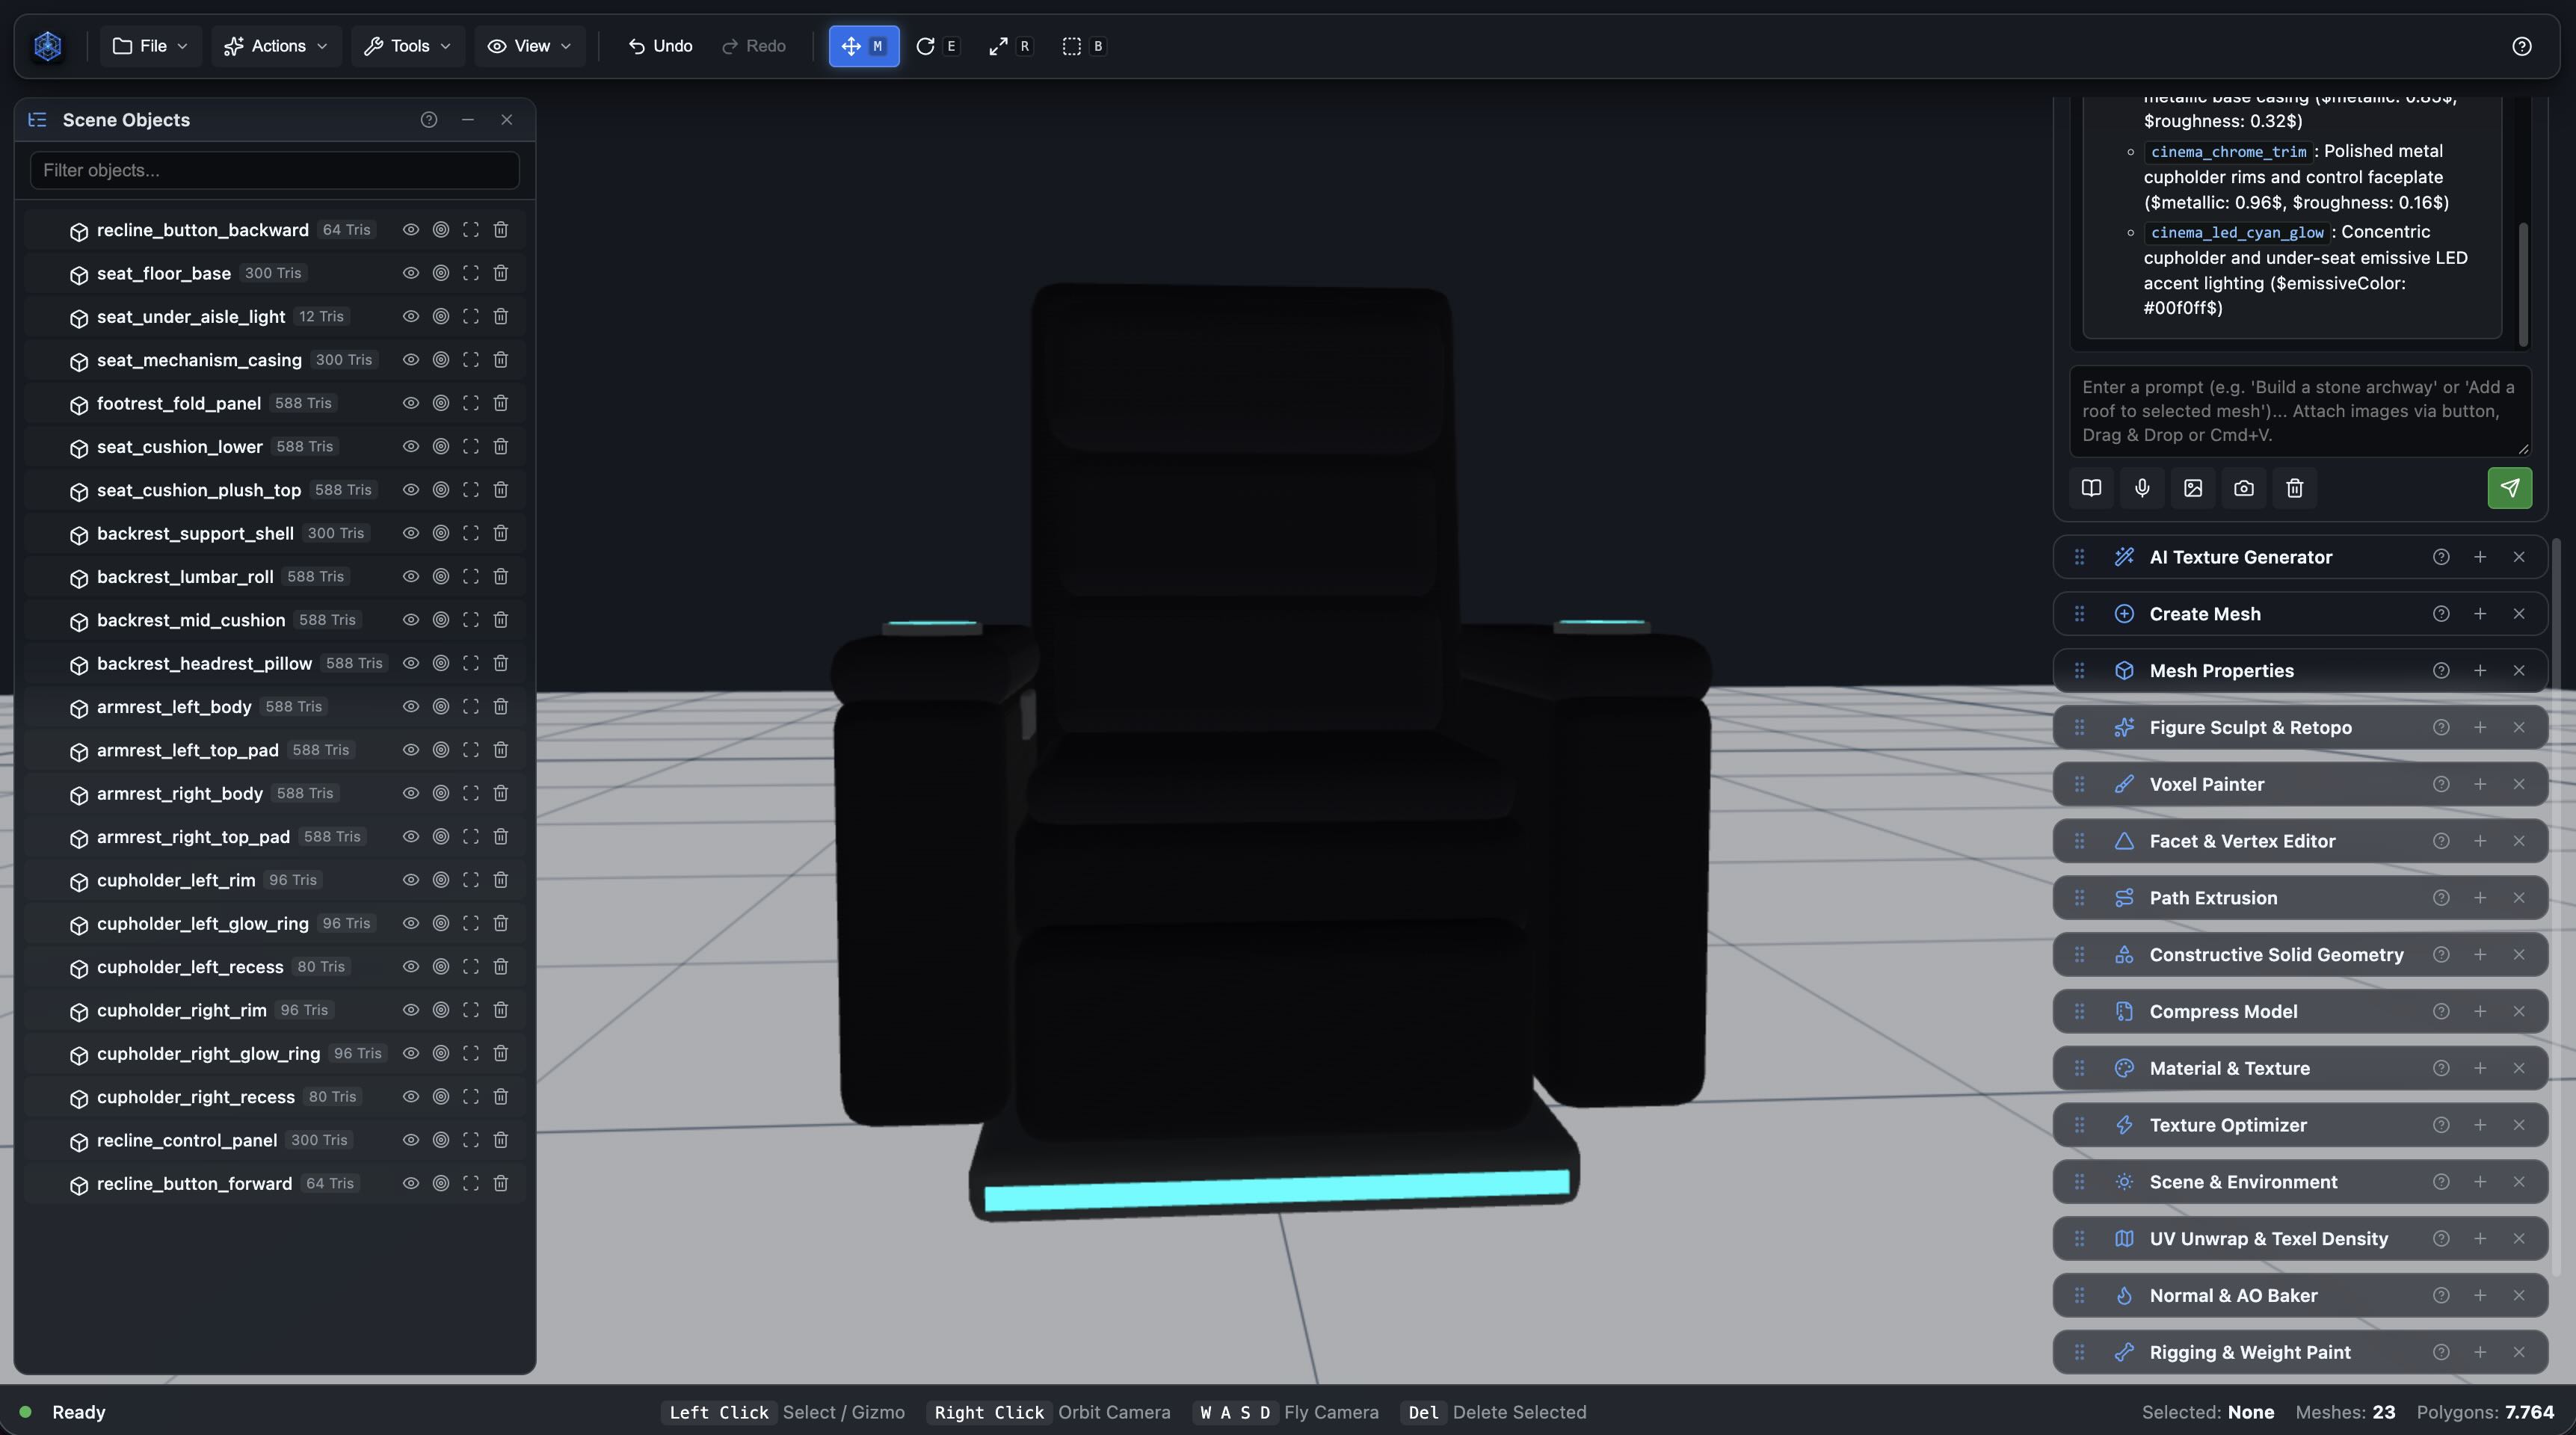 File
Actions
Tools
View
Undo
Redo
M
E
R
B
Scene Objects
Filter objects...
recline_button_backward 64 Tris
seat_floor_base 300 Tris
seat_under_aisle_light 12 Tris
seat_mechanism_casing 300 Tris
footrest_fold_panel 588 Tris
seat_cushion_lower 588 Tris
seat_cushion_plush_top 588 Tris
backrest_support_shell 300 Tris
backrest_lumbar_roll 588 Tris
backrest_mid_cushion 588 Tris
backrest_headrest_pillow 588 Tris
armrest_left_body 588 Tris
armrest_left_top_pad 588 Tris
armrest_right_body 588 Tris
armrest_right_top_pad 588 Tris
cupholder_left_rim 96 Tris
cupholder_left_glow_ring 96 Tris
cupholder_left_recess 80 Tris
cupholder_right_rim 96 Tris
cupholder_right_glow_ring 96 Tris
cupholder_right_recess 80 Tris
recline_control_panel 300 Tris
recline_button_forward 64 Tris
metallic base casing ($metallic: 0.85$,
$roughness: 0.32$)
cinema_chrome_trim : Polished metal
cupholder rims and control faceplate
($metallic: 0.96$, $roughness: 0.16$)
cinema_led_cyan_glow : Concentric
cupholder and under-seat emissive LED
accent lighting ($emissiveColor:
#00f0ff$)
Enter a prompt (e.g. 'Build a stone archway' or 'Add a
roof to selected mesh')... Attach images via button,
Drag & Drop or Cmd+V.
AI Texture Generator
Create Mesh
Mesh Properties
Figure Sculpt & Retopo
Voxel Painter
Facet & Vertex Editor
Path Extrusion
Constructive Solid Geometry
Compress Model
Material & Texture
Texture Optimizer
Scene & Environment
UV Unwrap & Texel Density
Normal & AO Baker
Rigging & Weight Paint
Ready
Left Click Select / Gizmo
Right Click Orbit Camera
W A S D Fly Camera
Del Delete Selected
Selected: None
Meshes: 23
Polygons: 7.764